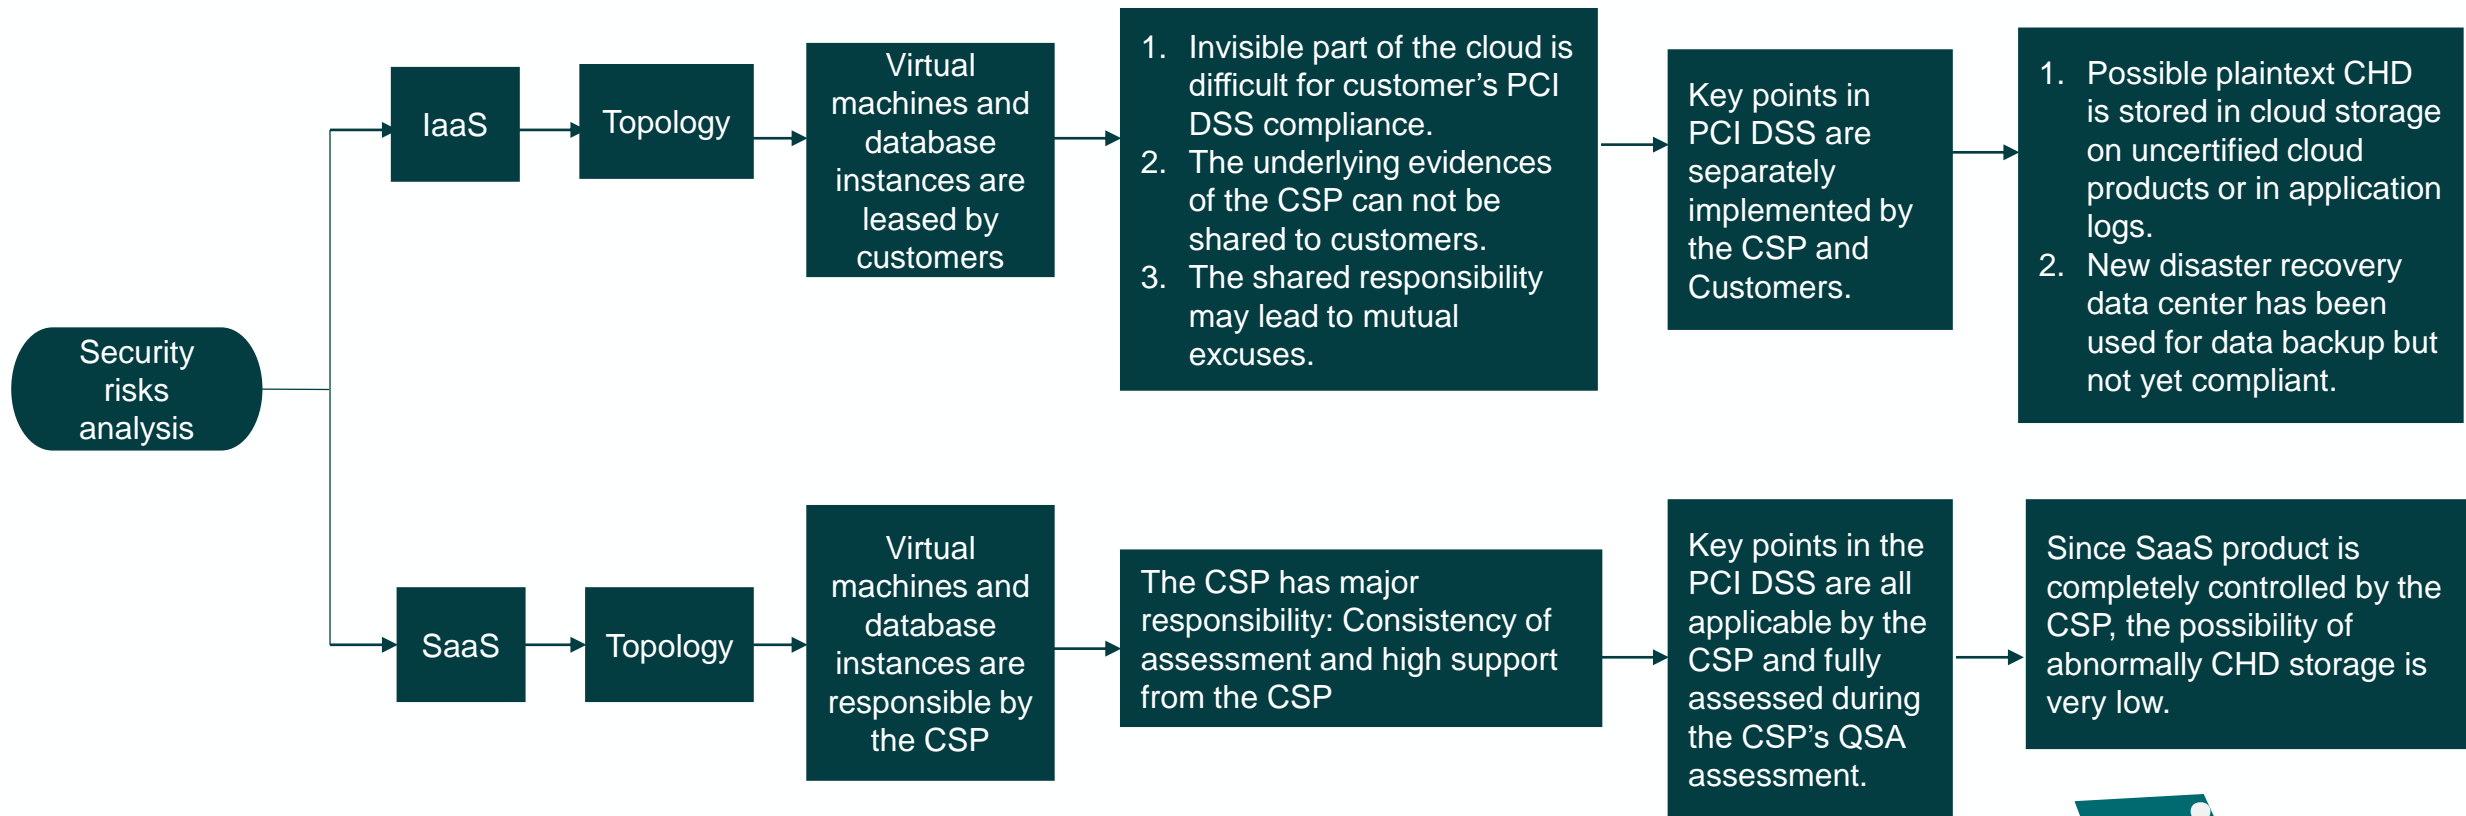 Security
risks
analysis
IaaS
Topology
Virtual
machines and
database
instances are
leased by
customers
1. Invisible part of the cloud is
difficult for customer’s PCI
DSS compliance.
2. The underlying evidences
of the CSP can not be
shared to customers.
3. The shared responsibility
may lead to mutual
excuses.
Key points in
PCI DSS are
separately
implemented by
the CSP and
Customers.
1. Possible plaintext CHD
is stored in cloud storage
on uncertified cloud
products or in application
logs.
2. New disaster recovery
data center has been
used for data backup but
not yet compliant.
SaaS
Topology
Virtual
machines and
database
instances are
responsible by
the CSP
The CSP has major
responsibility: Consistency of
assessment and high support
from the CSP
Key points in the
PCI DSS are all
applicable by the
CSP and fully
assessed during
the CSP’s QSA
assessment.
Since SaaS product is
completely controlled by the
CSP, the possibility of
abnormally CHD storage is
very low.